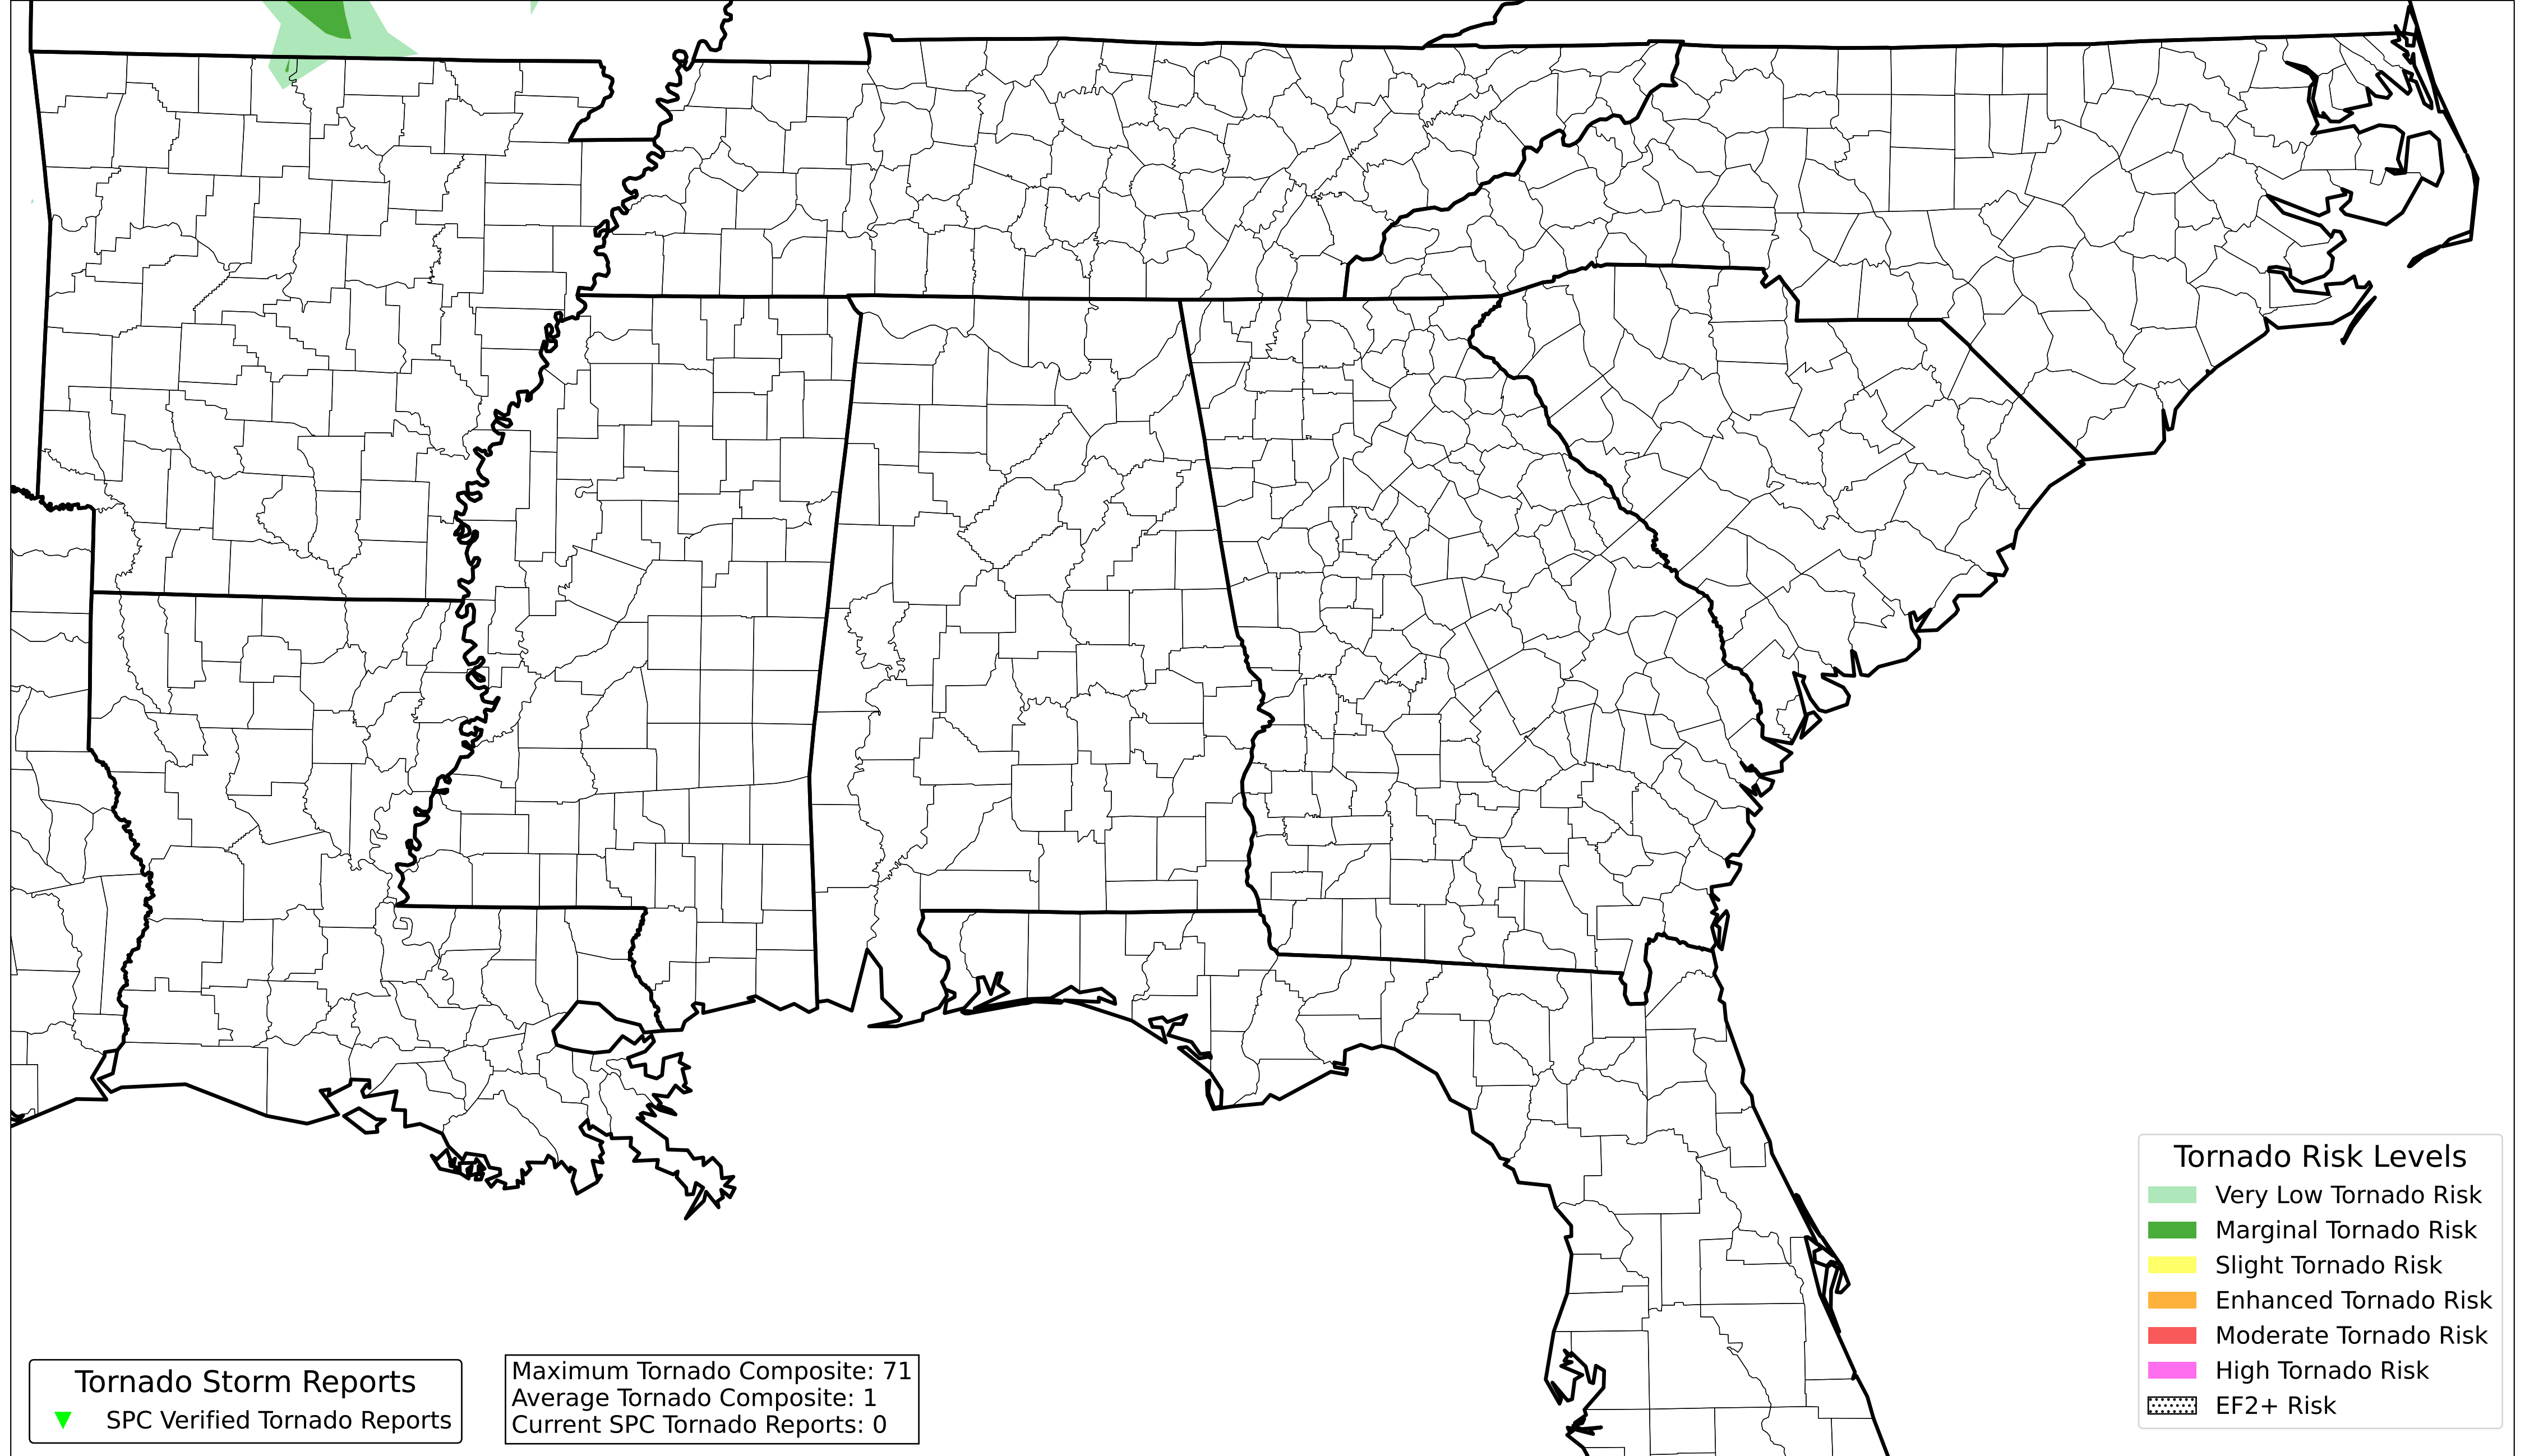 Tornado Risk Levels
Very Low Tornado Risk
Marginal Tornado Risk
Slight Tornado Risk
Enhanced Tornado Risk
Moderate Tornado Risk
High Tornado Risk
EF2+ Risk
Tornado Storm Reports
SPC Verified Tornado Reports
Maximum Tornado Composite: 71
Average Tornado Composite: 1
Current SPC Tornado Reports: 0